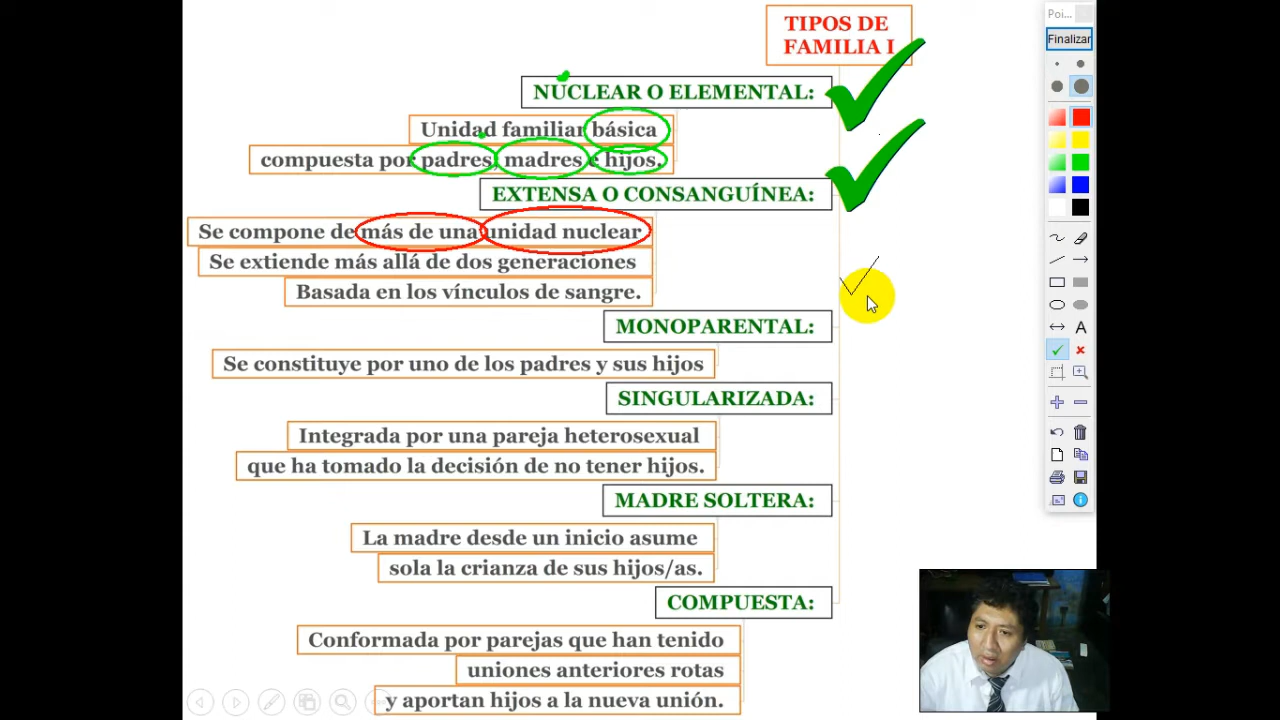 TIPOS DE
FAMILIA I
NUCLEAR O ELEMENTAL:
Unidad familiar básica
compuesta por padres, madres e hijos.
EXTENSA O CONSANGUÍNEA:
Se compone de más de una unidad nuclear
Se extiende más allá de dos generaciones
Basada en los vínculos de sangre.
MONOPARENTAL:
Se constituye por uno de los padres y sus hijos
SINGULARIZADA:
Integrada por una pareja heterosexual
que ha tomado la decisión de no tener hijos.
MADRE SOLTERA:
La madre desde un inicio asume
sola la crianza de sus hijos/as.
COMPUESTA:
Conformada por parejas que han tenido
uniones anteriores rotas
y aportan hijos a la nueva unión.
Poi...
Finalizar
A